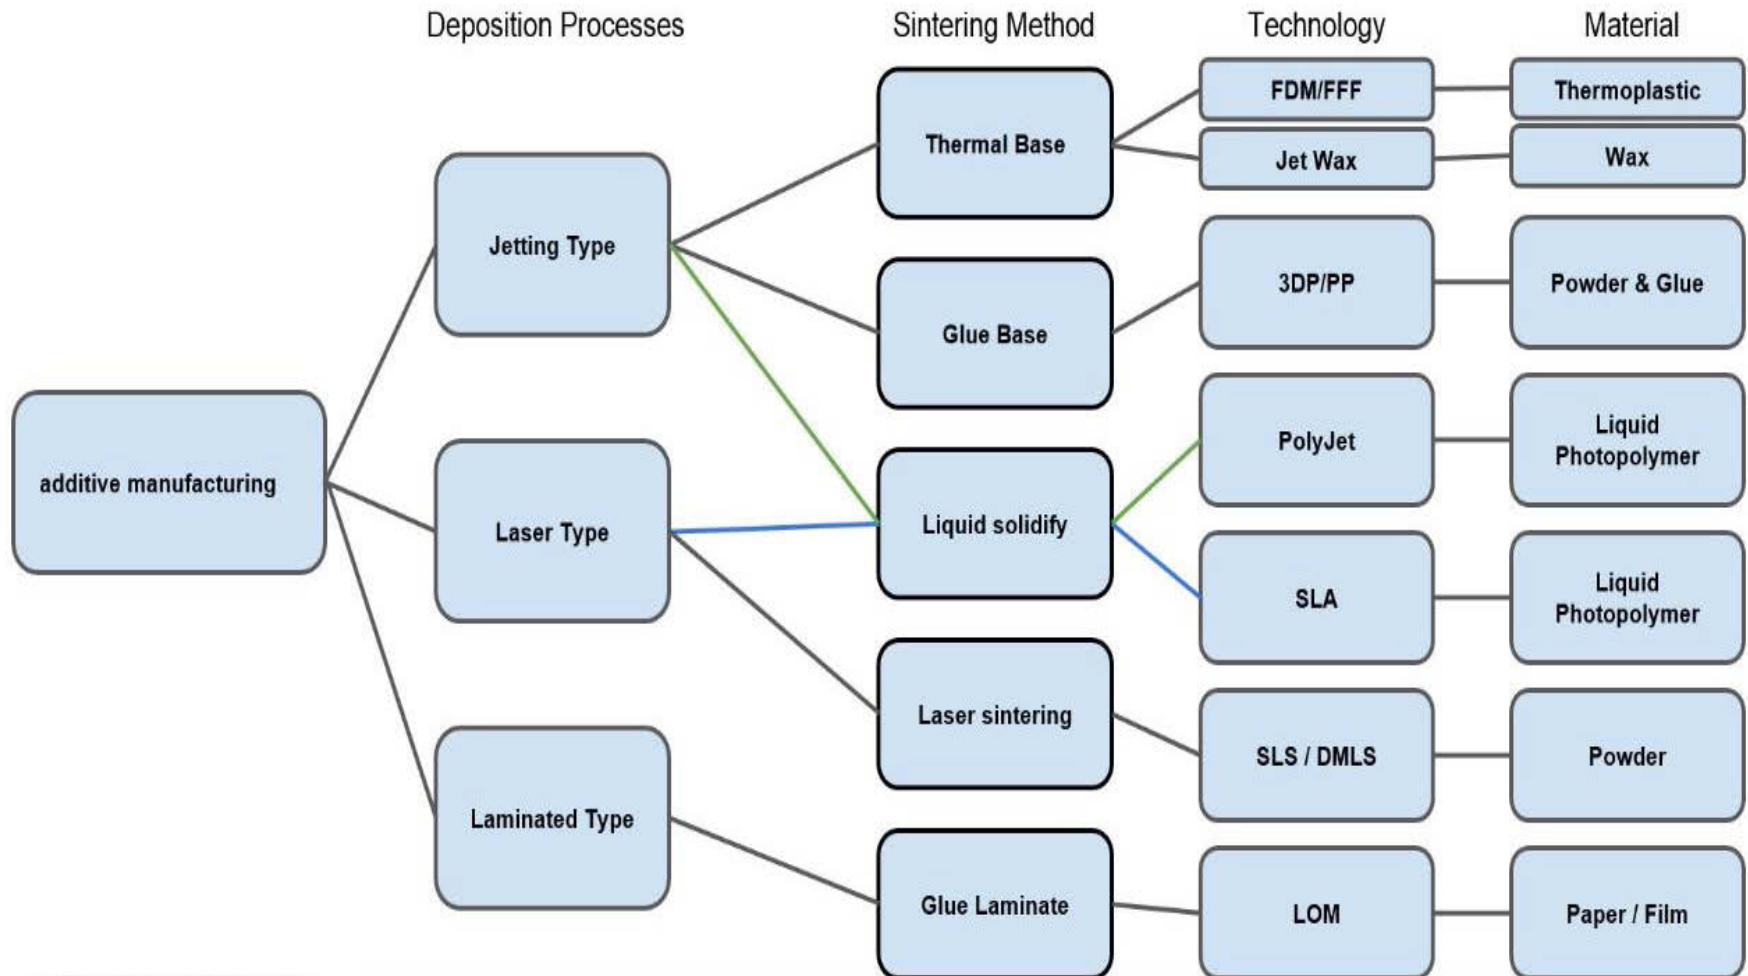 Deposition Processes
Sintering Method
Technology
Material
additive manufacturing
Jetting Type
Laser Type
Laminated Type
Thermal Base
Glue Base
Liquid solidify
Laser sintering
Glue Laminate
FDM/FFF
Jet Wax
3DP/PP
PolyJet
SLA
SLS / DMLS
LOM
Thermoplastic
Wax
Powder & Glue
Liquid
Photopolymer
Liquid
Photopolymer
Powder
Paper / Film